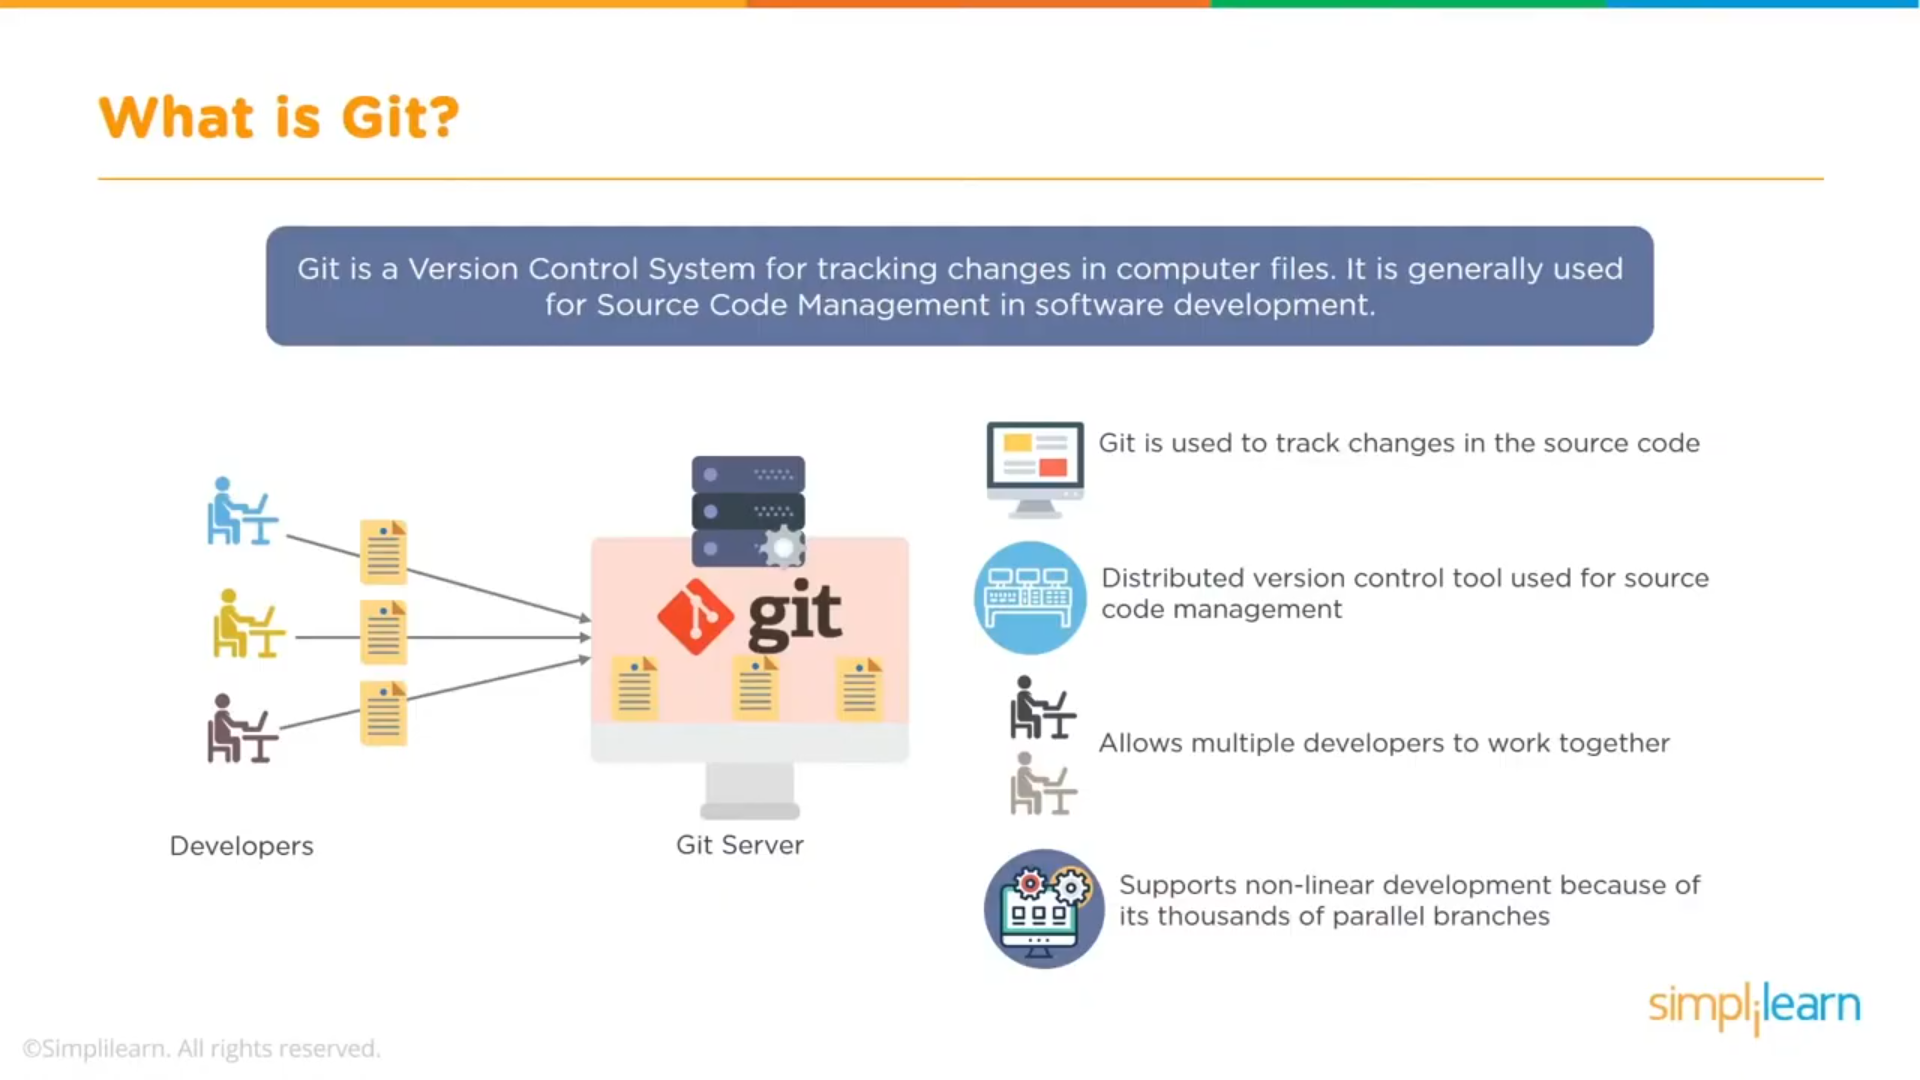 What is Git?
Git is a Version Control System for tracking changes in computer files. It is generally used
for Source Code Management in software development.
git
Developers
Git Server
Git is used to track changes in the source code
Distributed version control tool used for source
code management
Allows multiple developers to work together
Supports non-linear development because of
its thousands of parallel branches
simplilearn
©Simplilearn. All rights reserved.